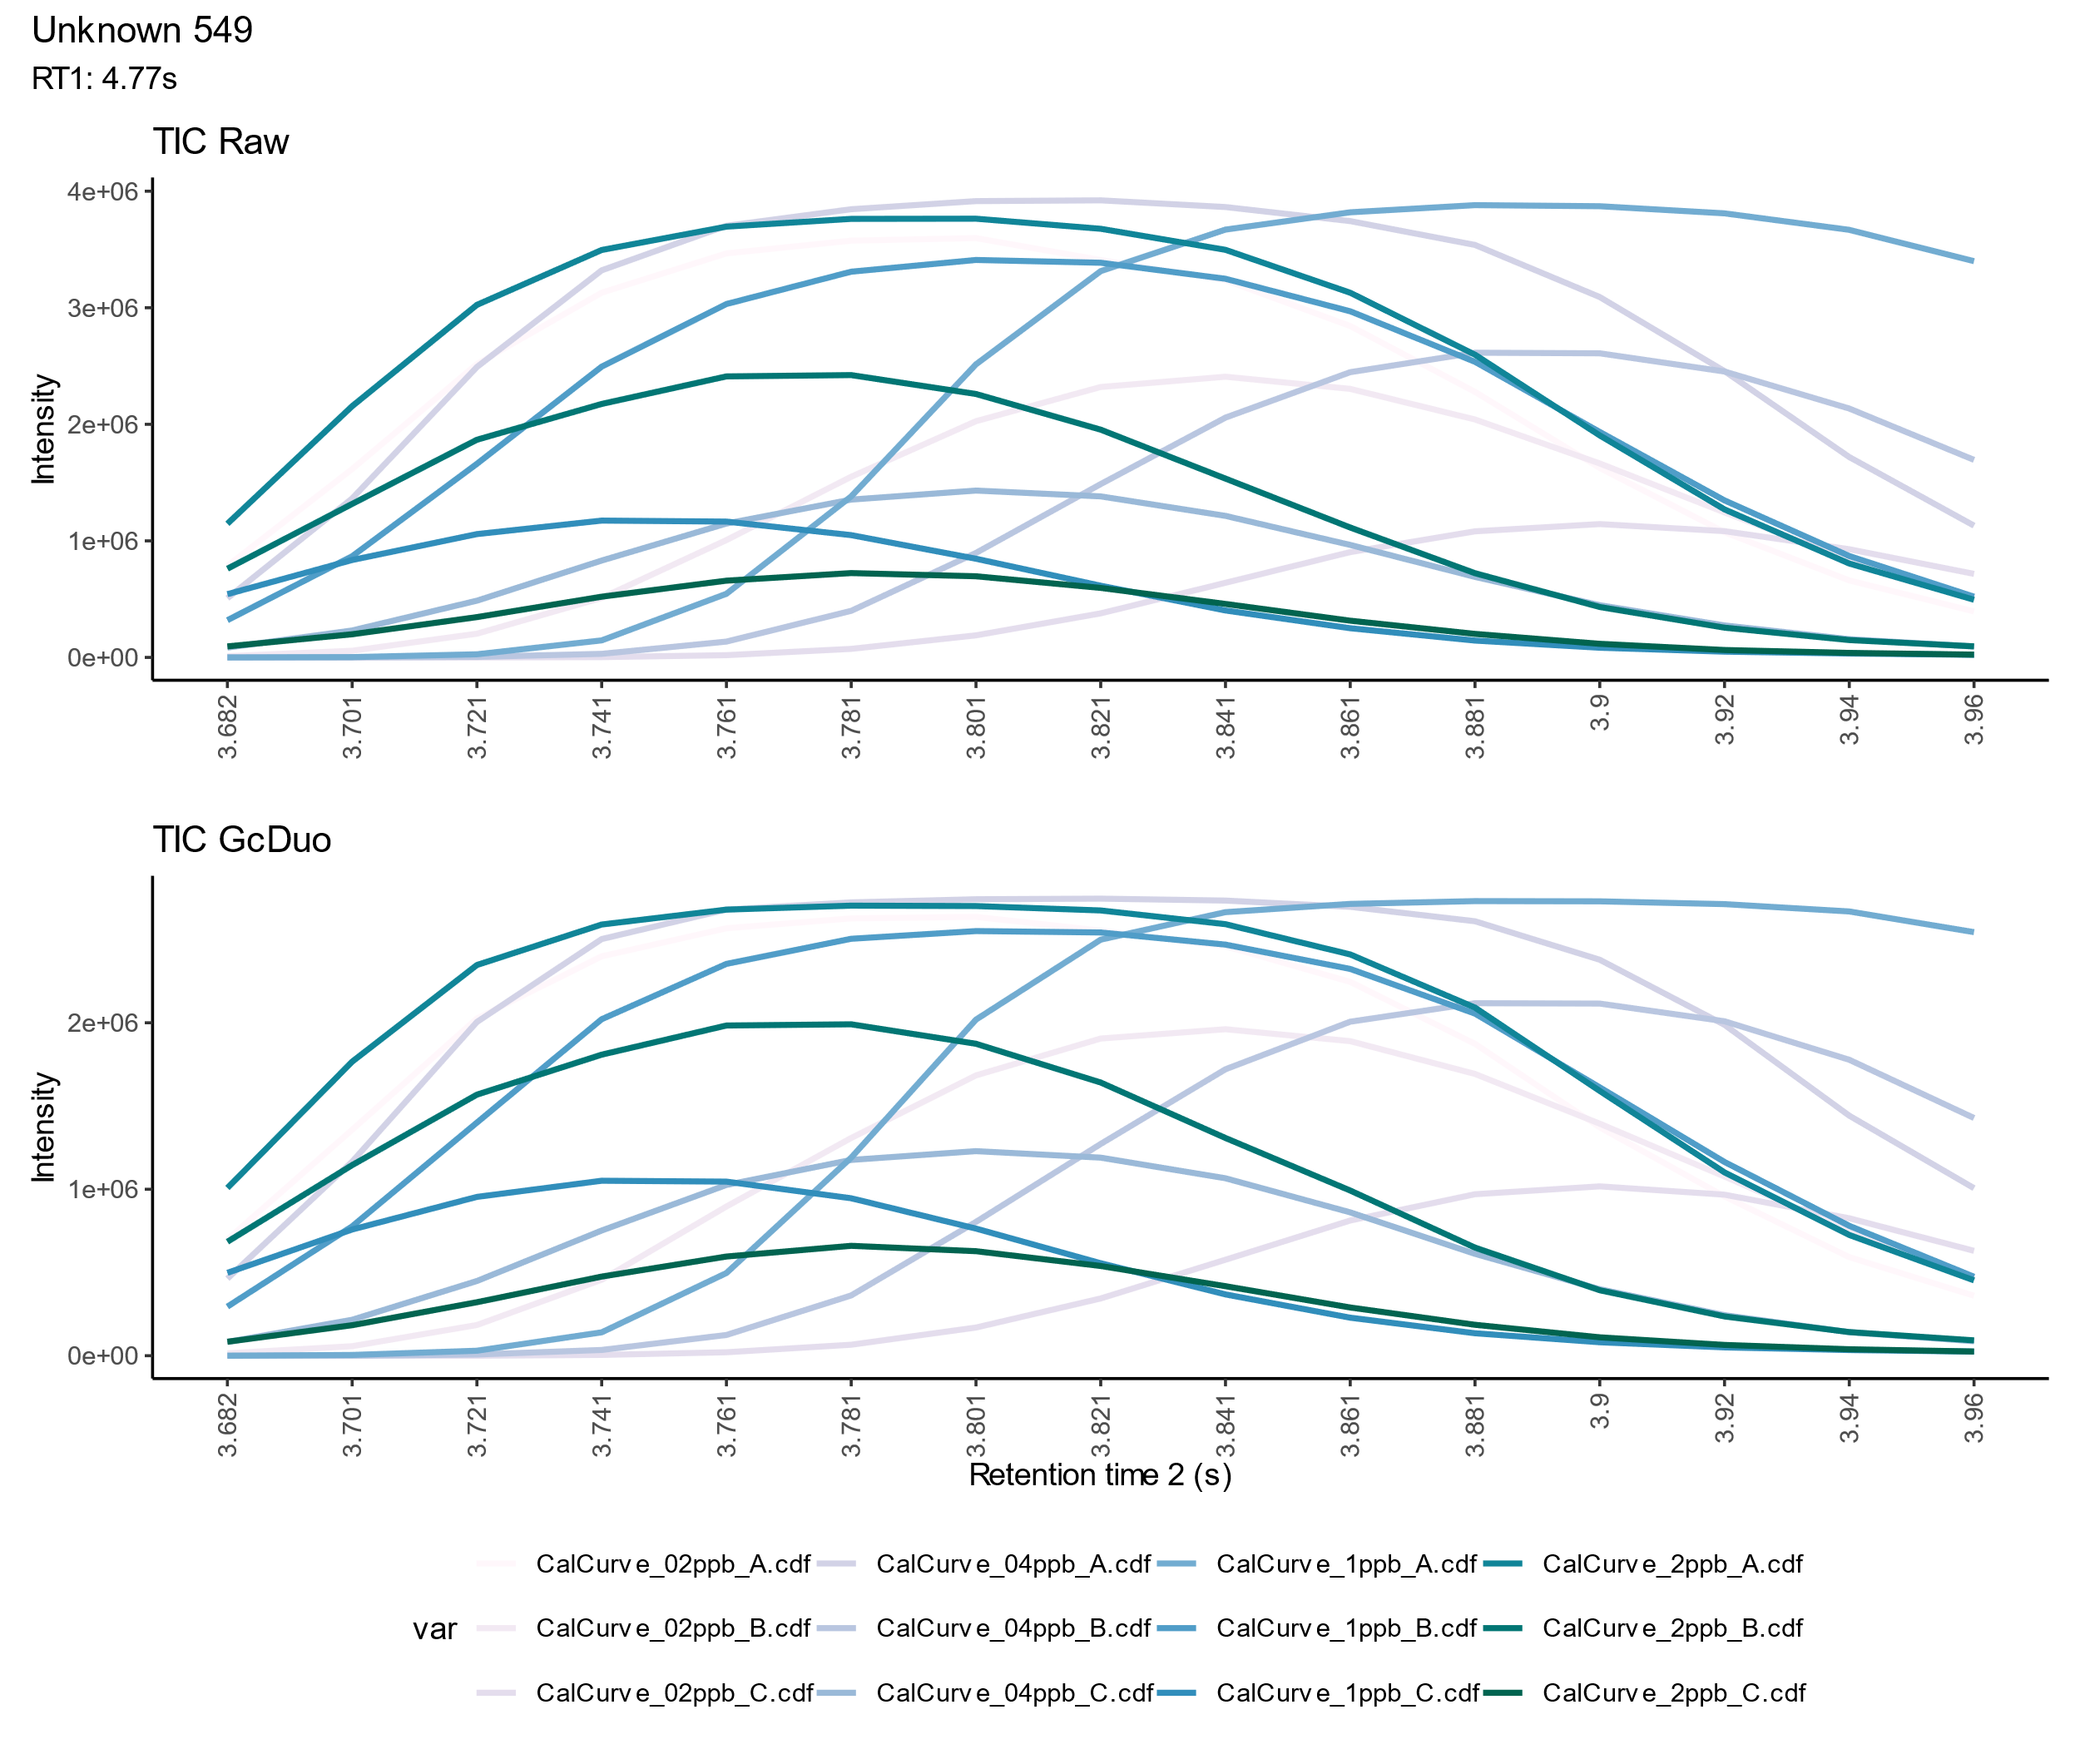 Unknown 549
RT1: 4.77s
TIC Raw
4e+06
3e+06
2e+06
1e+06
0e+00
Intensity
3.682 3.701 3.721 3.741 3.761 3.781 3.801 3.821 3.841 3.861 3.881 3.9 3.92 3.94 3.96
TIC GcDuo
2e+06
1e+06
0e+00
Intensity
3.682 3.701 3.721 3.741 3.761 3.781 3.801 3.821 3.841 3.861 3.881 3.9 3.92 3.94 3.96
Retention time 2 (s)
var
CalCurve_02ppb_A.cdf CalCurve_04ppb_A.cdf CalCurve_1ppb_A.cdf CalCurve_2ppb_A.cdf
CalCurve_02ppb_B.cdf CalCurve_04ppb_B.cdf CalCurve_1ppb_B.cdf CalCurve_2ppb_B.cdf
CalCurve_02ppb_C.cdf CalCurve_04ppb_C.cdf CalCurve_1ppb_C.cdf CalCurve_2ppb_C.cdf